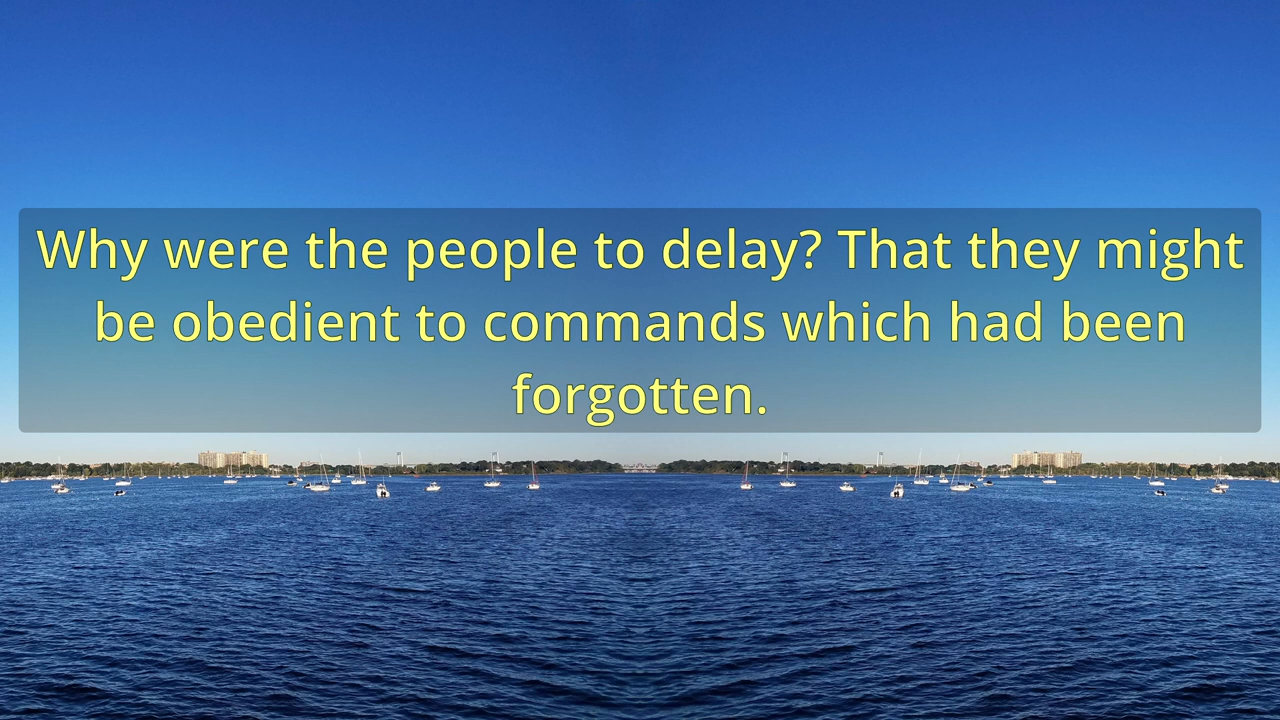 Why were the people to delay? That they might
be obedient to commands which had been
forgotten.